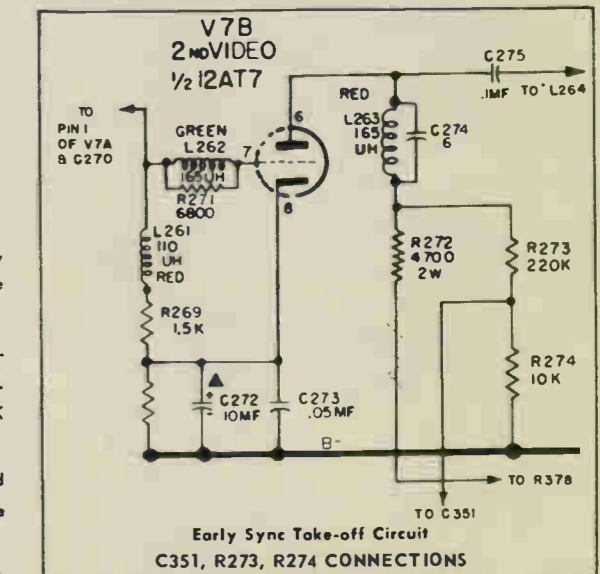 V7B
2ND VIDEO
1/2 12AT7
C275
.1MF TO L264
TO
PIN 1
OF V7A
& C270
GREEN
L262
165UH
R271
6800
7
6
8
RED
L263
165
UH
C274
6
L261
110
UH
RED
R269
1.5K
R272
4700
2W
R273
220K
R274
10K
C272
10MF
C273
.05MF
B-
TO R378
TO C351
Early Sync Take-off Circuit
C351, R273, R274 CONNECTIONS